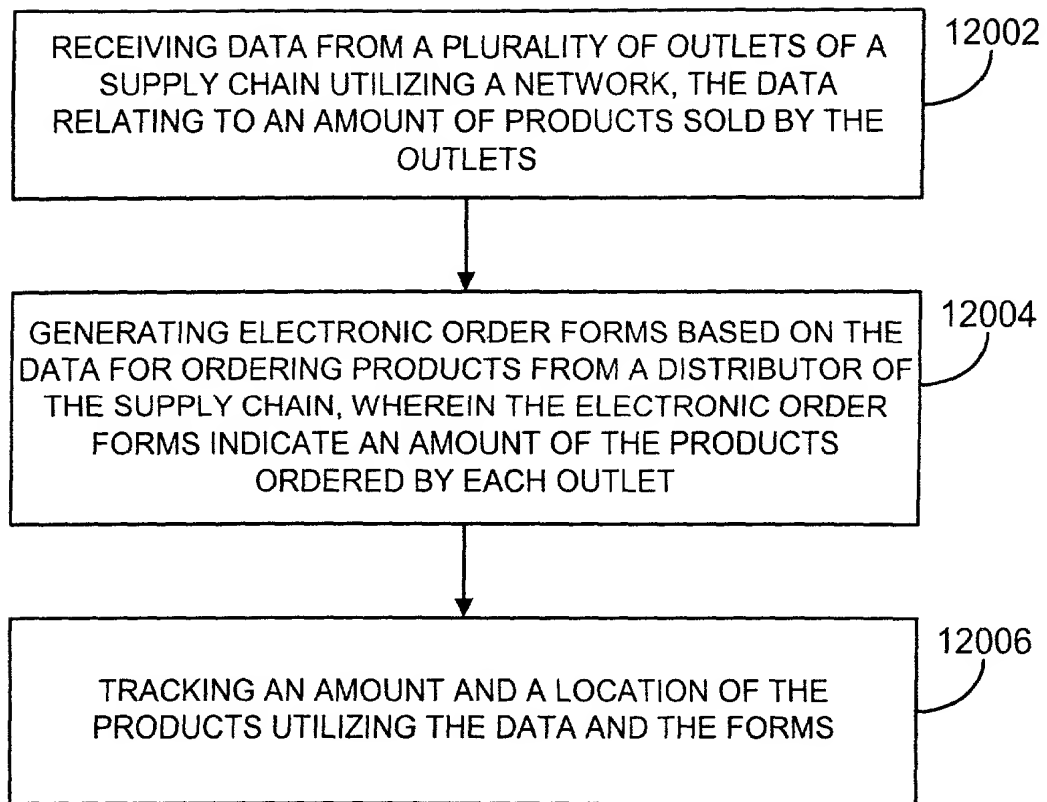 RECEIVING DATA FROM A PLURALITY OF OUTLETS OF A
SUPPLY CHAIN UTILIZING A NETWORK, THE DATA
RELATING TO AN AMOUNT OF PRODUCTS SOLD BY THE
OUTLETS
12002
GENERATING ELECTRONIC ORDER FORMS BASED ON THE
DATA FOR ORDERING PRODUCTS FROM A DISTRIBUTOR OF
THE SUPPLY CHAIN, WHEREIN THE ELECTRONIC ORDER
FORMS INDICATE AN AMOUNT OF THE PRODUCTS
ORDERED BY EACH OUTLET
12004
TRACKING AN AMOUNT AND A LOCATION OF THE
PRODUCTS UTILIZING THE DATA AND THE FORMS
12006